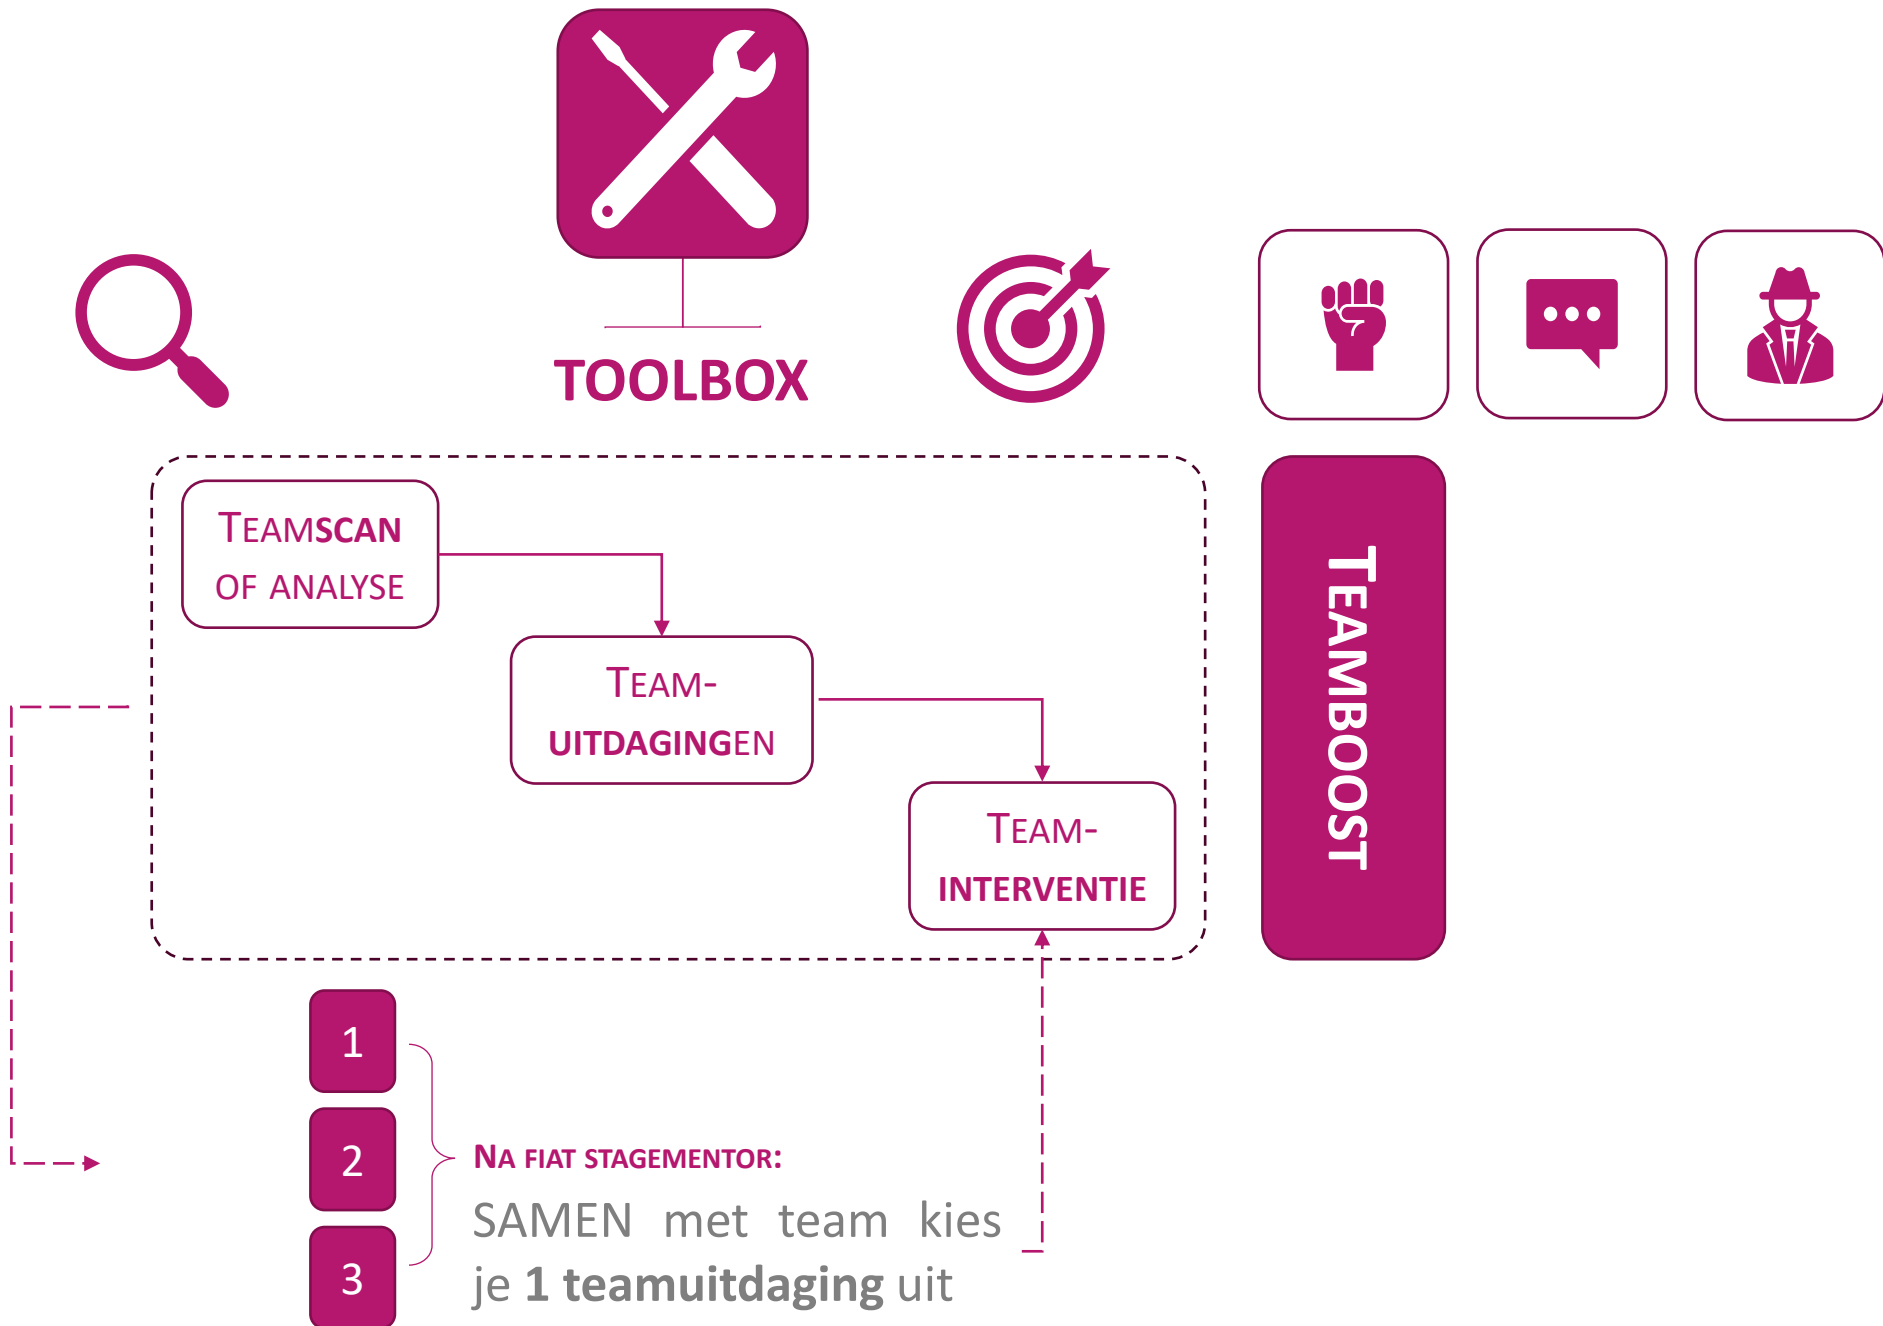 TOOLBOX
TEAMSCAN
OF ANALYSE
TEAM-
UITDAGINGEN
TEAM-
INTERVENTIE
TEAMBOOST
1
2
3
NA FIAT STAGEMENTOR:
SAMEN met team kies
je 1 teamuitdaging uit